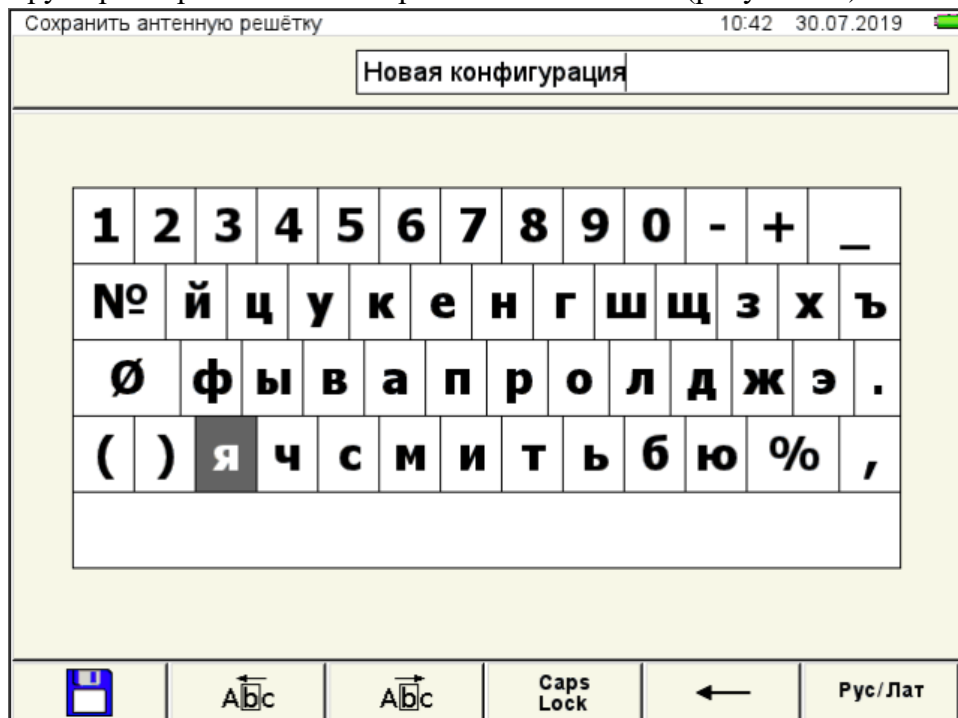 Сохранить антенную решётку 10:42 30.07.2019
Новая конфигурация
1 2 3 4 5 6 7 8 9 0 - + _
№ й ц у к е н г ш щ з х ъ
Ø ф ы в а п р о л д ж э .
( ) я ч с м и т ь б ю % ,
Abc Abc Caps Lock Рус/Лат